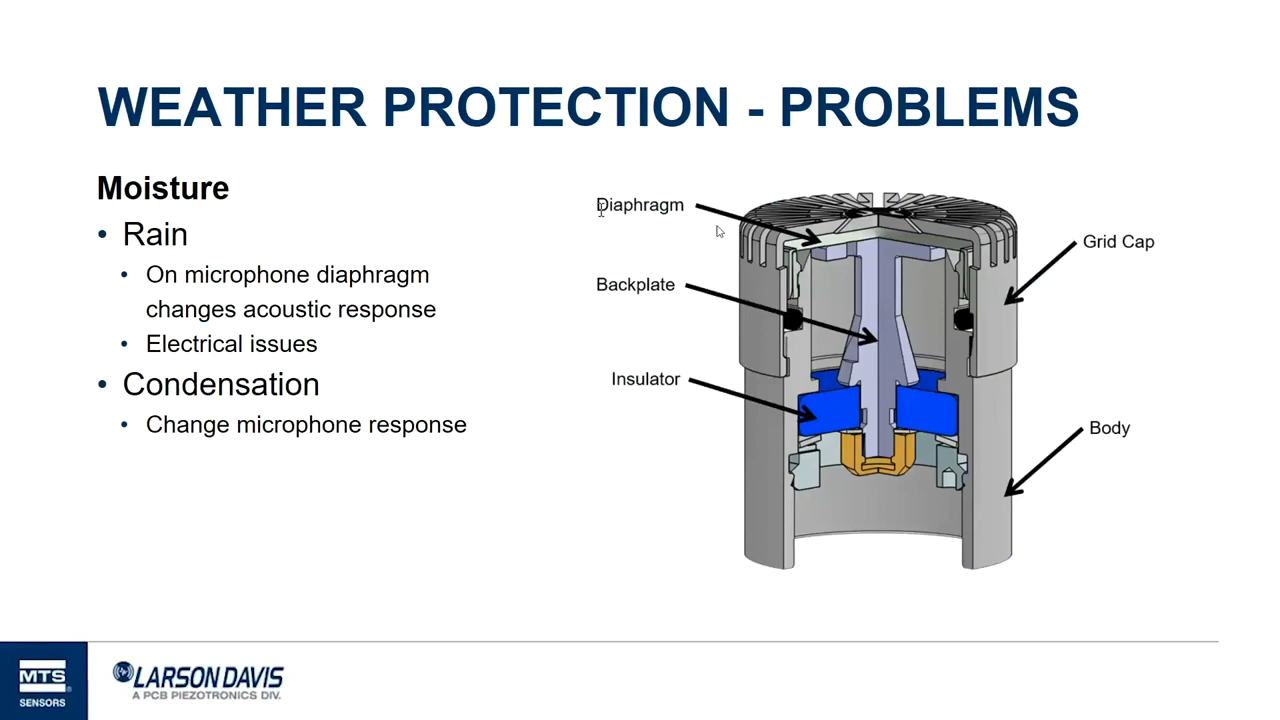 WEATHER PROTECTION - PROBLEMS
Moisture
• Rain
• On microphone diaphragm
changes acoustic response
• Electrical issues
• Condensation
• Change microphone response
Diaphragm
Backplate
Insulator
Grid Cap
Body
MTS
SENSORS
LARSON DAVIS
A PCB PIEZOTRONICS DIV.